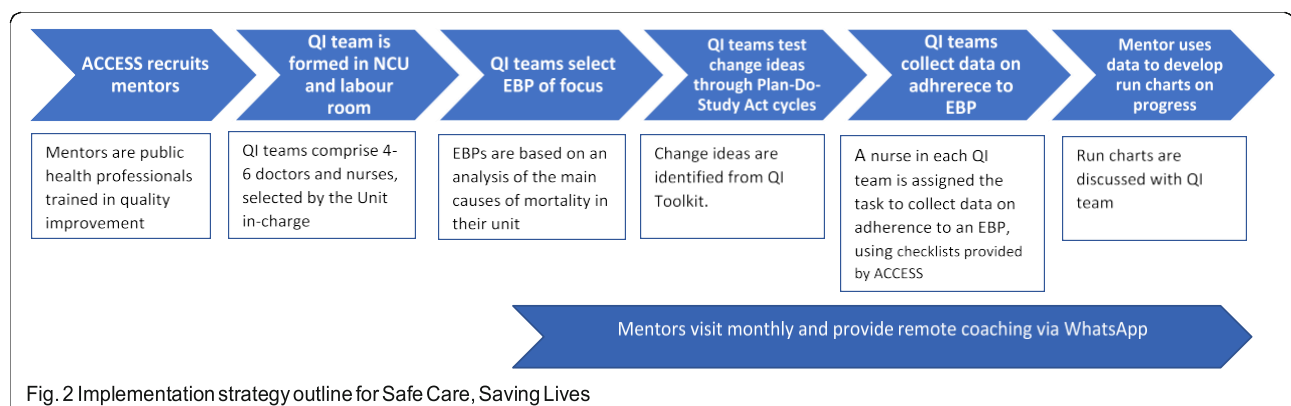 ACCESS recruits
mentors
QI team is
formed in NCU
and labour
room
QI teams select
EBP of focus
QI teams test
change ideas
through Plan-Do-
Study Act cycles
QI teams
collect data on
adhrerece to
EBP
Mentor uses
data to develop
run charts on
progress
Mentors are public
health professionals
trained in quality
improvement
QI teams comprise 4-
6 doctors and nurses,
selected by the Unit
in-charge
EBPs are based on an
analysis of the main
causes of mortality in
their unit
Change ideas are
identified from QI
Toolkit.
A nurse in each QI
team is assigned the
task to collect data on
adherence to an EBP,
using checklists provided
by ACCESS
Run charts are
discussed with QI
team
Mentors visit monthly and provide remote coaching via WhatsApp
Fig. 2 Implementation strategy outline for Safe Care, Saving Lives